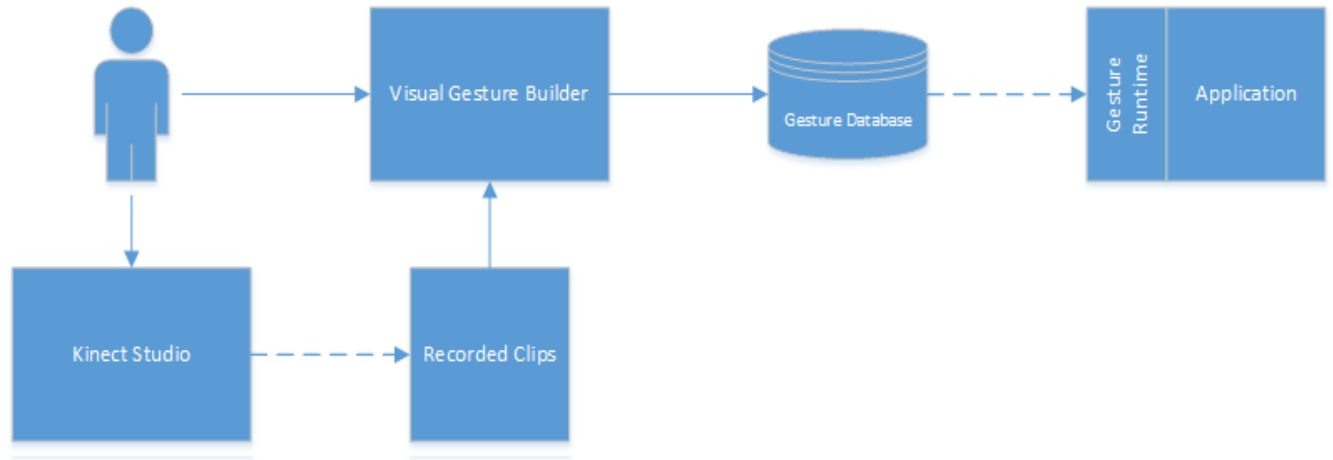 Visual Gesture Builder
Gesture Database
Gesture
Runtime
Application
Kinect Studio
Recorded Clips